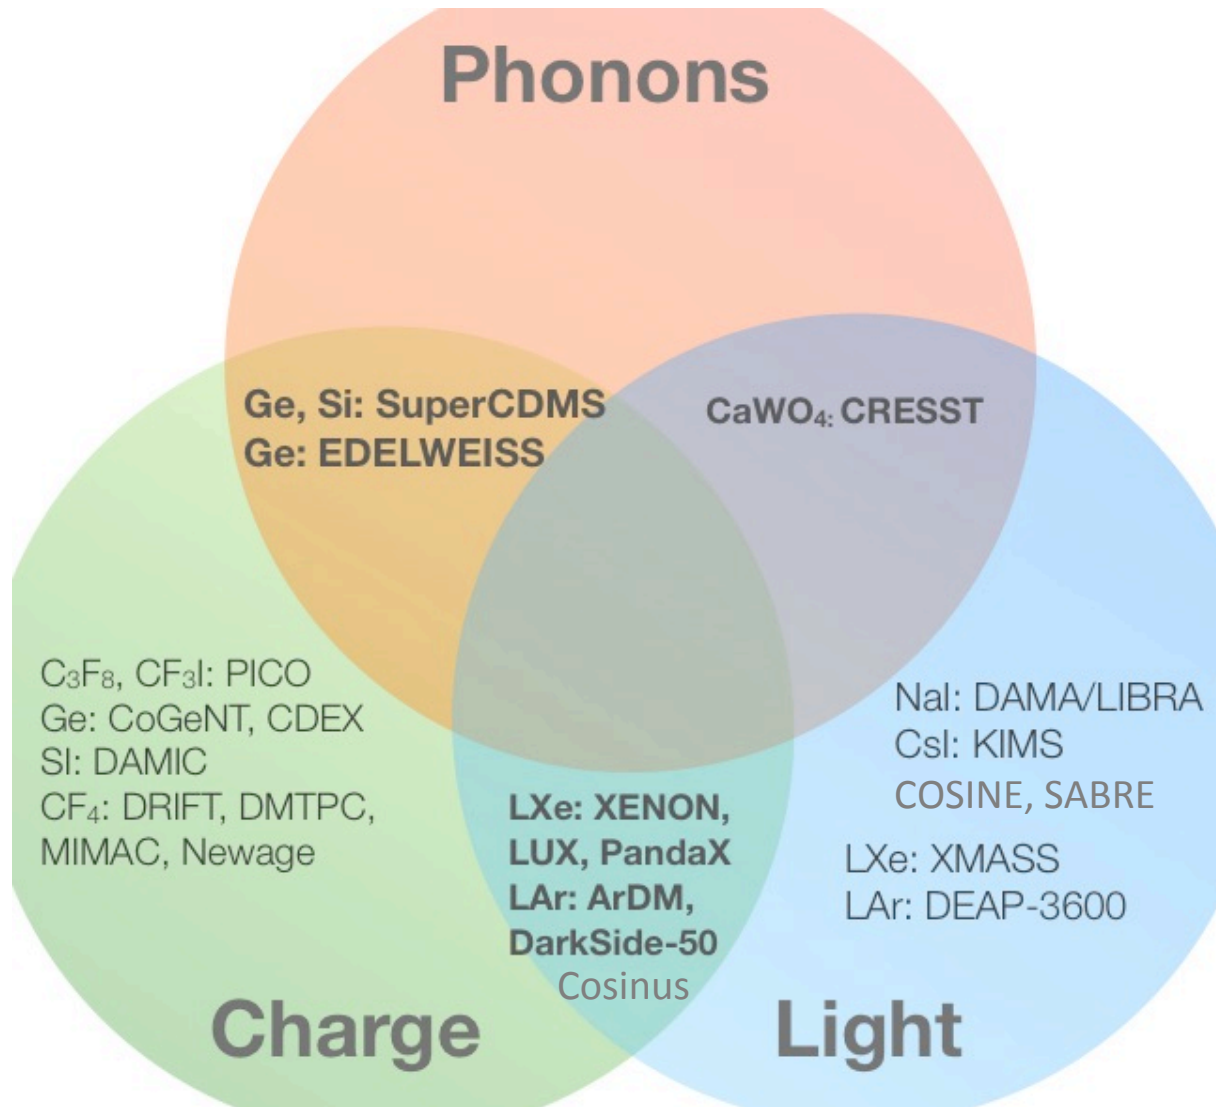 Phonons
Ge, Si: SuperCDMS
Ge: EDELWEISS
CaWO₄: CRESST
C₃F₈, CF₃I: PICO
Ge: CoGeNT, CDEX
SI: DAMIC
CF₄: DRIFT, DMTPC,
MIMAC, Newage
LXe: XENON,
LUX, PandaX
LAr: ArDM,
DarkSide-50
Cosinus
NaI: DAMA/LIBRA
CsI: KIMS
COSINE, SABRE
LXe: XMASS
LAr: DEAP-3600
Charge
Light